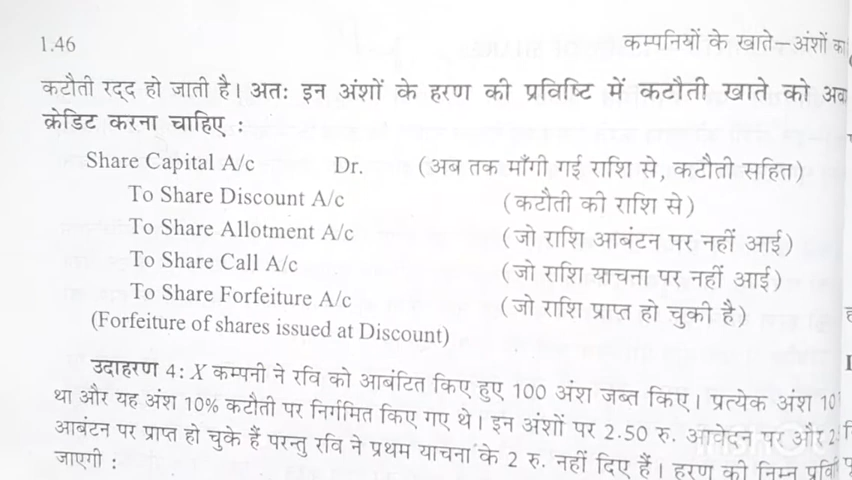 1.46
कम्पनियों के खाते–अंशों का
कटौती रद्द हो जाती है। अतः इन अंशों के हरण की प्रविष्टि में कटौती खाते को अब
क्रेडिट करना चाहिए :
Share Capital A/c Dr. (अब तक माँगी गई राशि से, कटौती सहित)
To Share Discount A/c (कटौती की राशि से)
To Share Allotment A/c (जो राशि आबंटन पर नहीं आई)
To Share Call A/c (जो राशि याचना पर नहीं आई)
To Share Forfeiture A/c (जो राशि प्राप्त हो चुकी है)
(Forfeiture of shares issued at Discount)
उदाहरण 4: X कम्पनी ने रवि को आबंटित किए हुए 100 अंश जब्त किए। प्रत्येक अंश 10
था और यह अंश 10% कटौती पर निर्गमित किए गए थे। इन अंशों पर 2.50 रु. आवेदन पर और
आबंटन पर प्राप्त हो चुके हैं परन्तु रवि ने प्रथम याचना के 2 रु. नहीं दिए हैं। हरण की निम्न
जाएगी :